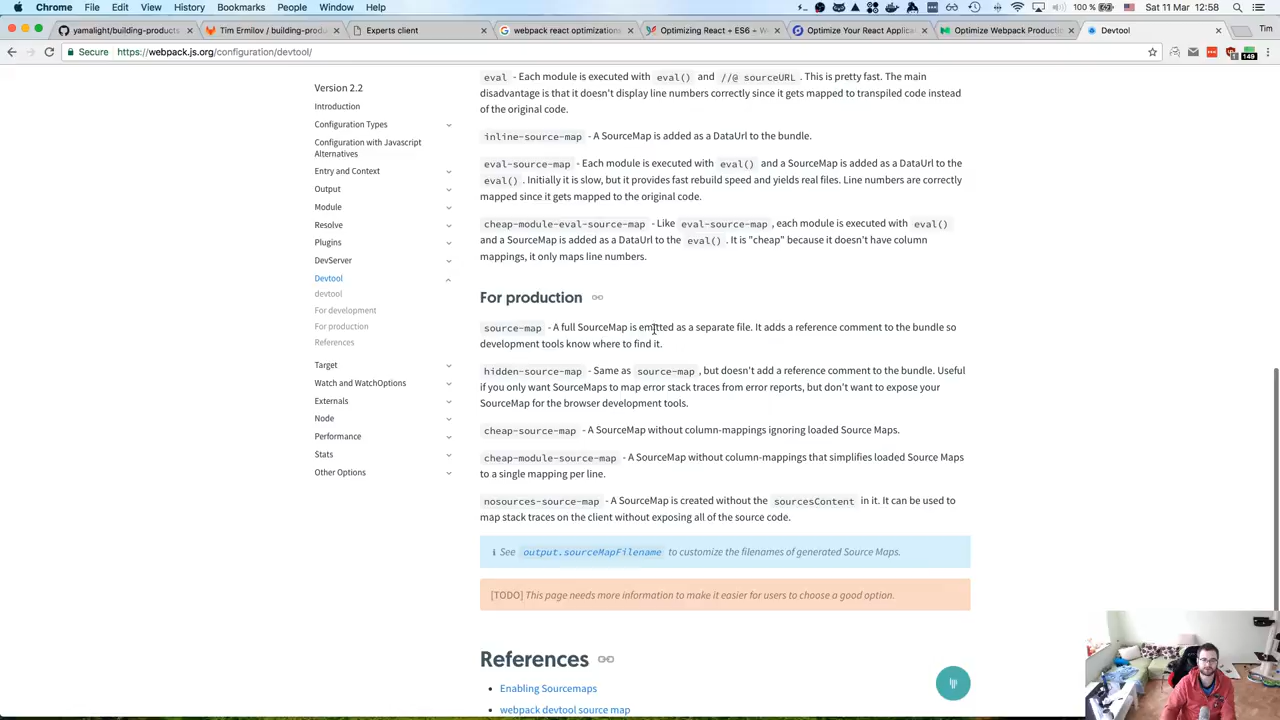 Chrome File Edit View History Bookmarks People Window Help 100 % Sat 11 Mar 12:58
yamalight/building-products Tim Ermilov / building-produ Experts client webpack react optimizations Optimizing React + ES6 + We Optimize Your React Applica Optimize Webpack Productio Devtool Tim
Secure https://webpack.js.org/configuration/devtool/ 149
Version 2.2
Introduction
Configuration Types
Configuration with Javascript
Alternatives
Entry and Context
Output
Module
Resolve
Plugins
DevServer
Devtool
devtool
For development
For production
References
Target
Watch and WatchOptions
Externals
Node
Performance
Stats
Other Options
eval - Each module is executed with eval() and //@ sourceURL . This is pretty fast. The main
disadvantage is that it doesn't display line numbers correctly since it gets mapped to transpiled code instead
of the original code.
inline-source-map - A SourceMap is added as a DataUrl to the bundle.
eval-source-map - Each module is executed with eval() and a SourceMap is added as a DataUrl to the
eval() . Initially it is slow, but it provides fast rebuild speed and yields real files. Line numbers are correctly
mapped since it gets mapped to the original code.
cheap-module-eval-source-map - Like eval-source-map , each module is executed with eval()
and a SourceMap is added as a DataUrl to the eval() . It is "cheap" because it doesn't have column
mappings, it only maps line numbers.
For production
source-map - A full SourceMap is emitted as a separate file. It adds a reference comment to the bundle so
development tools know where to find it.
hidden-source-map - Same as source-map , but doesn't add a reference comment to the bundle. Useful
if you only want SourceMaps to map error stack traces from error reports, but don't want to expose your
SourceMap for the browser development tools.
cheap-source-map - A SourceMap without column-mappings ignoring loaded Source Maps.
cheap-module-source-map - A SourceMap without column-mappings that simplifies loaded Source Maps
to a single mapping per line.
nosources-source-map - A SourceMap is created without the sourcesContent in it. It can be used to
map stack traces on the client without exposing all of the source code.
See output.sourceMapFilename to customize the filenames of generated Source Maps.
[TODO] This page needs more information to make it easier for users to choose a good option.
References
Enabling Sourcemaps
webpack devtool source map